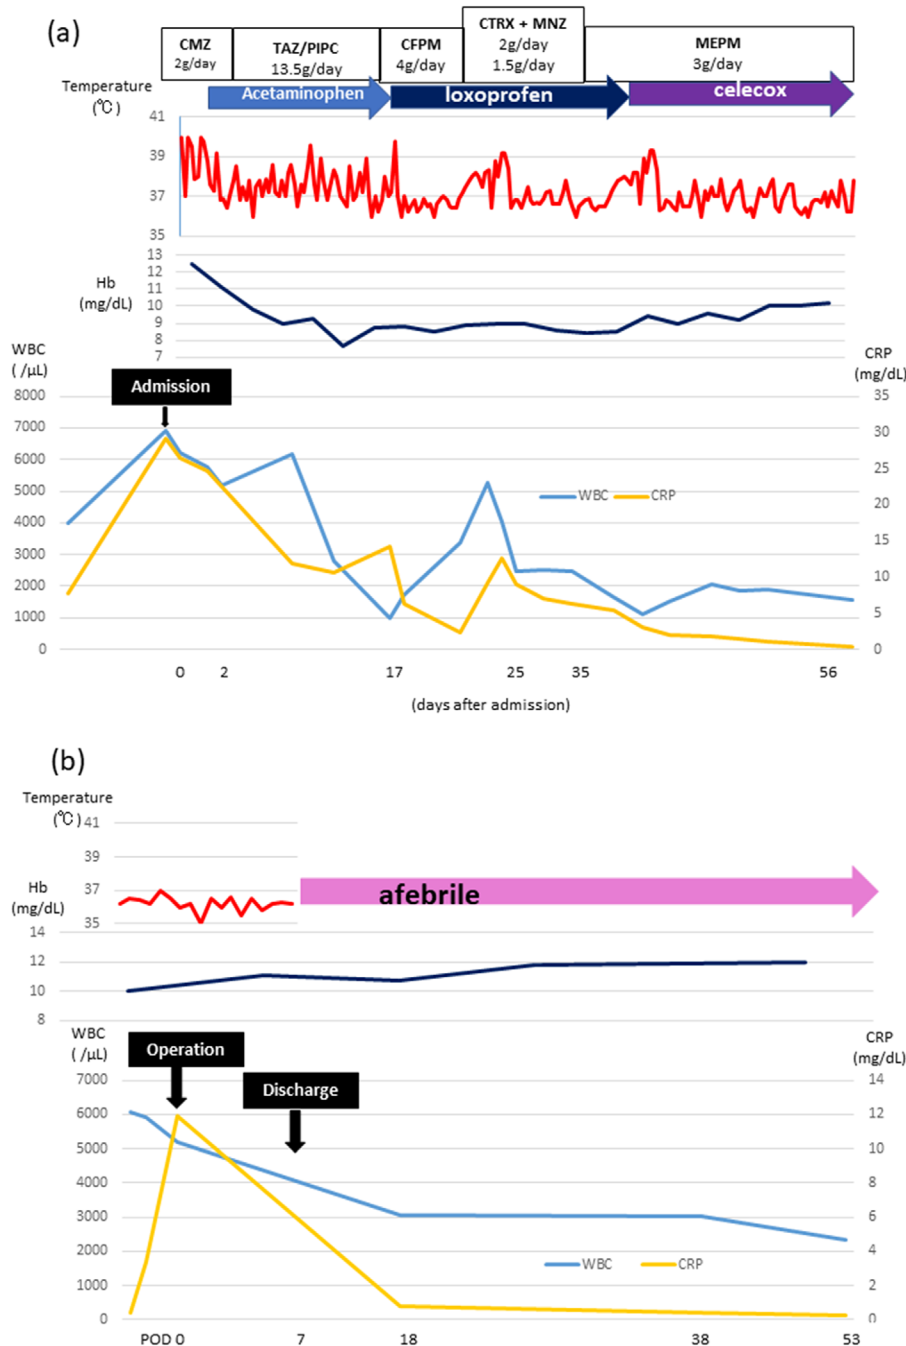 (a)
CMZ
2g/day
TAZ/PIPC
13.5g/day
CFPM
4g/day
CTRX + MNZ
2g/day
1.5g/day
MEPM
3g/day
Temperature
(℃)
Acetaminophen
loxoprofen
celecox
41
39
37
35
Hb
(mg/dL)
13
12
11
10
9
8
7
WBC
( /μL)
CRP
(mg/dL)
Admission
8000
7000
6000
5000
4000
3000
2000
1000
0
35
30
25
20
15
10
5
0
WBC
CRP
0 2 17 25 35 56
(days after admission)
(b)
Temperature
(℃)
41
39
37
35
afebrile
Hb
(mg/dL)
14
12
10
8
WBC
( /μL)
CRP
(mg/dL)
Operation
Discharge
7000
6000
5000
4000
3000
2000
1000
0
14
12
10
8
6
4
2
0
WBC
CRP
POD 0 7 18 38 53